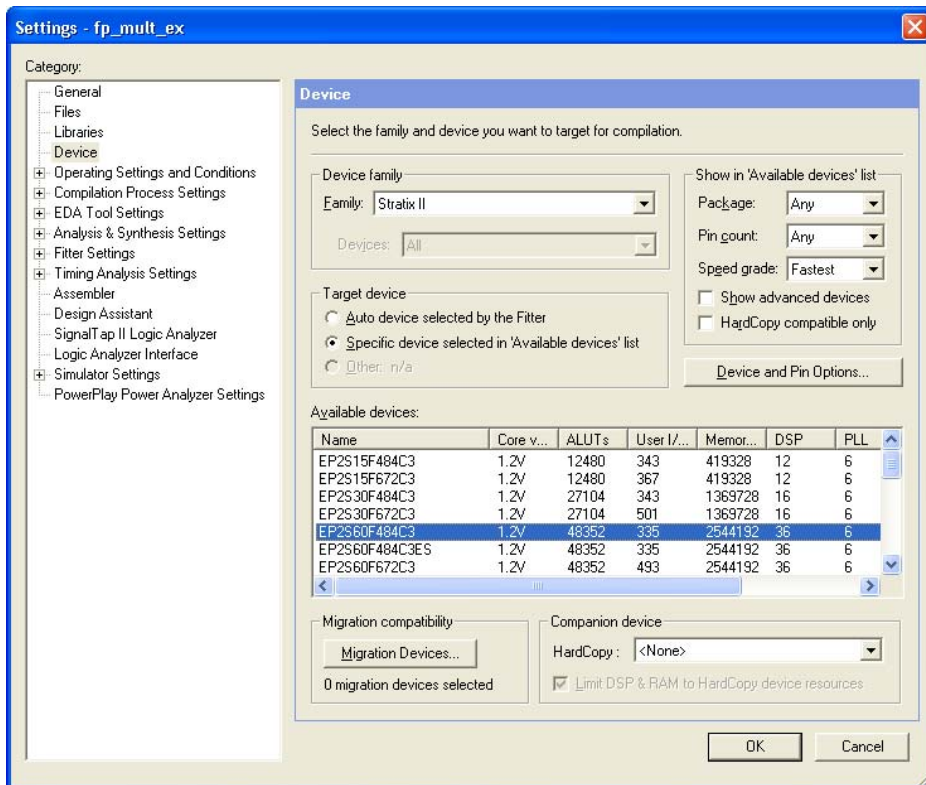 Settings - fp_mult_ex
Category:
General
Files
Libraries
Device
Operating Settings and Conditions
Compilation Process Settings
EDA Tool Settings
Analysis & Synthesis Settings
Fitter Settings
Timing Analysis Settings
Assembler
Design Assistant
SignalTap II Logic Analyzer
Logic Analyzer Interface
Simulator Settings
PowerPlay Power Analyzer Settings
Device
Select the family and device you want to target for compilation.
Device family
Family: Stratix II
Devices: All
Target device
Auto device selected by the Fitter
Specific device selected in 'Available devices' list
Other: n/a
Show in 'Available devices' list
Package: Any
Pin count: Any
Speed grade: Fastest
Show advanced devices
HardCopy compatible only
Device and Pin Options...
Available devices:
Name Core v... ALUTs User I/... Memor... DSP PLL
EP2S15F484C3 1.2V 12480 343 419328 12 6
EP2S15F672C3 1.2V 12480 367 419328 12 6
EP2S30F484C3 1.2V 27104 343 1369728 16 6
EP2S30F672C3 1.2V 27104 501 1369728 16 6
EP2S60F484C3 1.2V 48352 335 2544192 36 6
EP2S60F484C3ES 1.2V 48352 335 2544192 36 6
EP2S60F672C3 1.2V 48352 493 2544192 36 6
Migration compatibility
Migration Devices...
0 migration devices selected
Companion device
HardCopy : <None>
Limit DSP & RAM to HardCopy device resources
OK Cancel